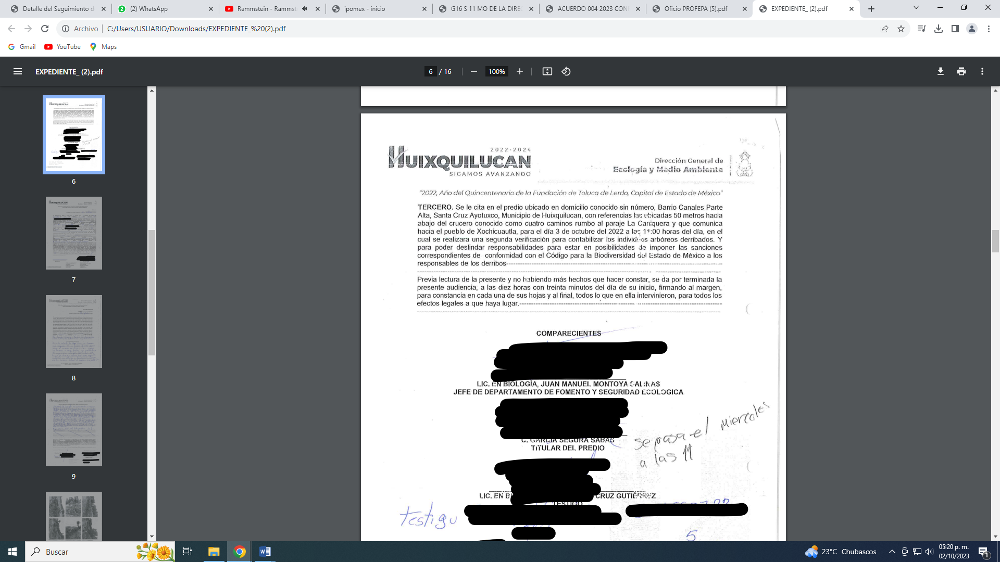 Detalle del Seguimiento d
(2) WhatsApp
Rammstein - Rammst
ipomex - inicio
G16 S 11 MO DE LA DIREC
ACUERDO 004 2023 CONF
Oficio PROFEPA (5).pdf
EXPEDIENTE_ (2).pdf
Archivo
C:/Users/USUARIO/Downloads/EXPEDIENTE_%20(2).pdf
Gmail
YouTube
Maps
EXPEDIENTE_ (2).pdf
6 / 16
100%
6
7
8
9
2022-2024
HUIXQUILUCAN
SIGAMOS AVANZANDO
Dirección General de
Ecología y Medio Ambiente
“2022, Año del Quincentenario de la Fundación de Toluca de Lerdo, Capital de Estado de México”
TERCERO. Se le cita en el predio ubicado en domicilio conocido sin número, Barrio Canales Parte
Alta, Santa Cruz Ayotuxco, Municipio de Huixquilucan, con referencias las ubicadas 50 metros hacia
abajo del crucero conocido como cuatro caminos rumbo al paraje La Caniquera y que comunica
hacia el pueblo de Xochicuautla, para el día 3 de octubre del 2022 a las 11:00 horas del día, en el
cual se realizara una segunda verificación para contabilizar los individuos arbóreos derribados. Y
para poder deslindar responsabilidades para estar en posibilidades de imponer las sanciones
correspondientes de conformidad con el Código para la Biodiversidad del Estado de México a los
responsables de los derribos
Previa lectura de la presente y no habiendo más hechos que hacer constar, se da por terminada la
presente audiencia, a las diez horas con treinta minutos del día de su inicio, firmando al margen,
para constancia en cada una de sus hojas y al final, todos lo que en ella intervinieron, para todos los
efectos legales a que haya lugar.
COMPARECIENTES
LIC. EN BIOLOGÍA, JUAN MANUEL MONTOYA SALINAS
JEFE DE DEPARTAMENTO DE FOMENTO Y SEGURIDAD ECOLOGICA
C. GARCIA SEGURA SABAS
TITULAR DEL PREDIO
se pasa el miercoles
a las 11
LIC. EN BI CRUZ GUTIÉRREZ
TESTIGO
testigo
5
Buscar
23°C Chubascos
05:20 p. m.
02/10/2023
1